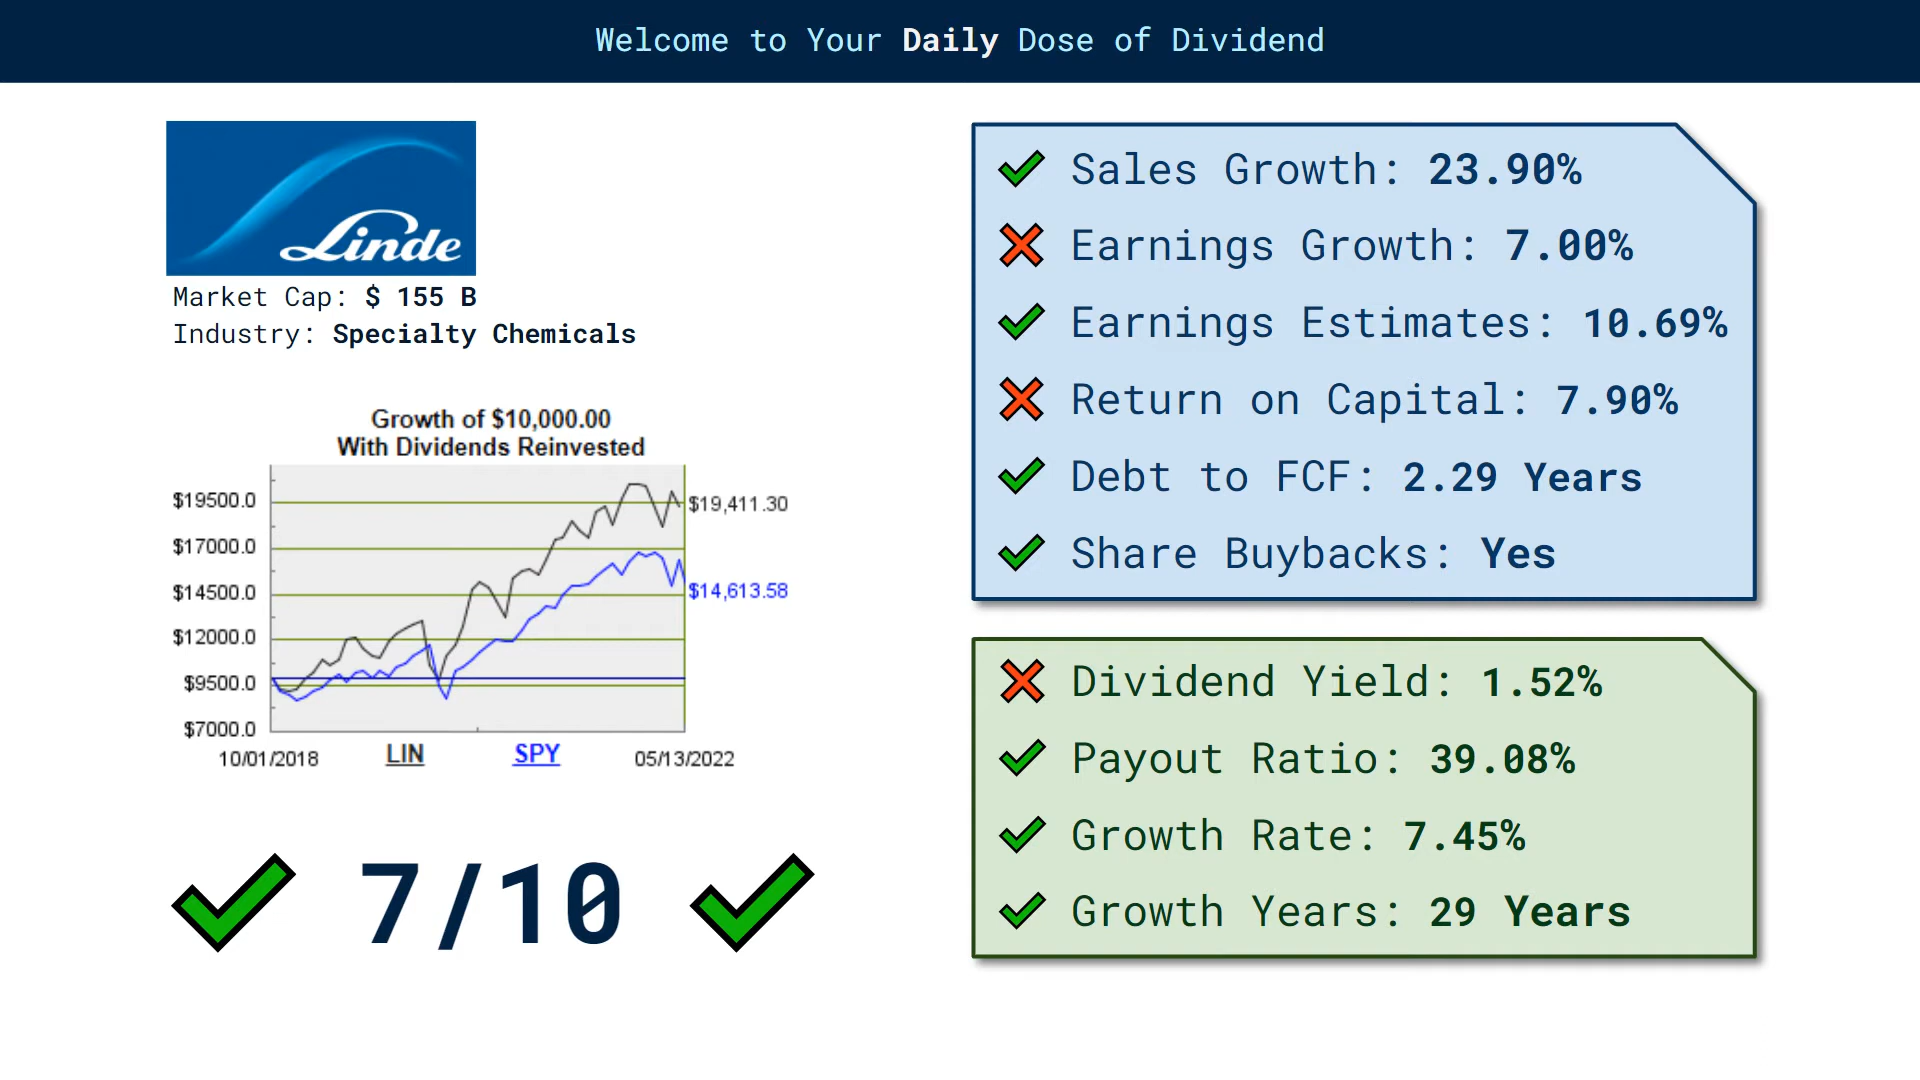 Welcome to Your Daily Dose of Dividend
Linde
Market Cap: $ 155 B
Industry: Specialty Chemicals
Growth of $10,000.00
With Dividends Reinvested
$19500.0
$17000.0
$14500.0
$12000.0
$9500.0
$7000.0
$19,411.30
$14,613.58
10/01/2018
LIN
SPY
05/13/2022
7/10
Sales Growth: 23.90%
Earnings Growth: 7.00%
Earnings Estimates: 10.69%
Return on Capital: 7.90%
Debt to FCF: 2.29 Years
Share Buybacks: Yes
Dividend Yield: 1.52%
Payout Ratio: 39.08%
Growth Rate: 7.45%
Growth Years: 29 Years